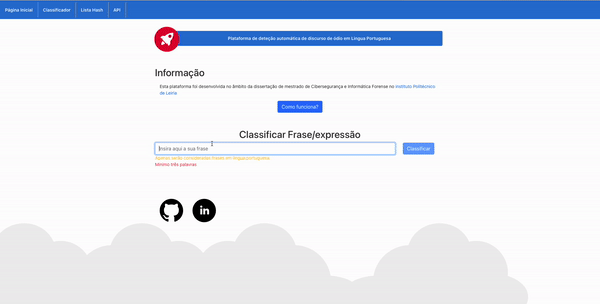 Página Inicial
Classificador
Lista Hash
API
Plataforma de deteção automática de discurso de ódio em Língua Portuguesa
Informação
Esta plataforma foi desenvolvida no âmbito da dissertação de mestrado de Cibersegurança e Informática Forense no Instituto Politécnico
de Leiria
Como funciona?
Classificar Frase/expressão
Insira aqui a sua frase
Classificar
Apenas serão consideradas frases em língua portuguesa
Mínimo três palavras
in